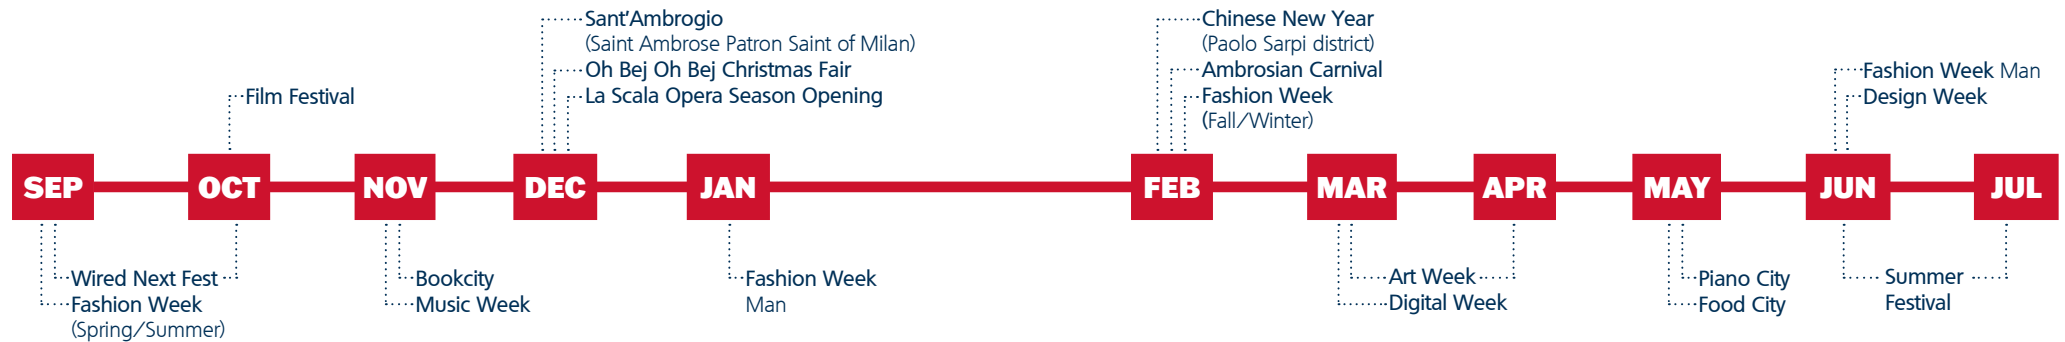 Sant’Ambrogio
(Saint Ambrose Patron Saint of Milan)
Oh Bej Oh Bej Christmas Fair
La Scala Opera Season Opening
Film Festival
Chinese New Year
(Paolo Sarpi district)
Ambrosian Carnival
Fashion Week
(Fall/Winter)
Fashion Week Man
Design Week
SEP
OCT
NOV
DEC
JAN
FEB
MAR
APR
MAY
JUN
JUL
Wired Next Fest
Fashion Week
(Spring/Summer)
Bookcity
Music Week
Fashion Week
Man
Art Week
Digital Week
Piano City
Food City
Summer
Festival